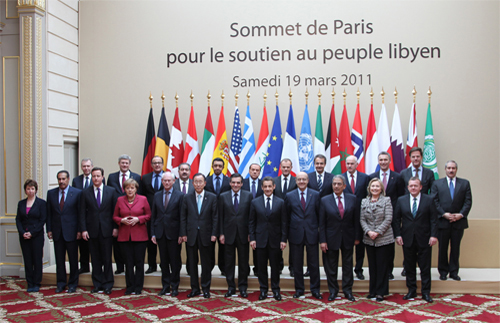 Sommet de Paris
pour le soutien au peuple libyen
Samedi 19 mars 2011